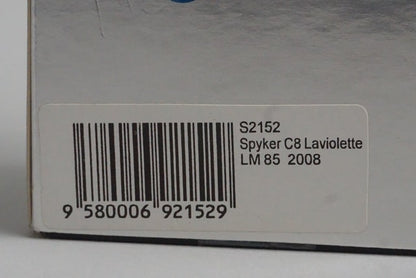 S2152
Spyker C8 Laviolette
LM 85 2008
9 580006 921529